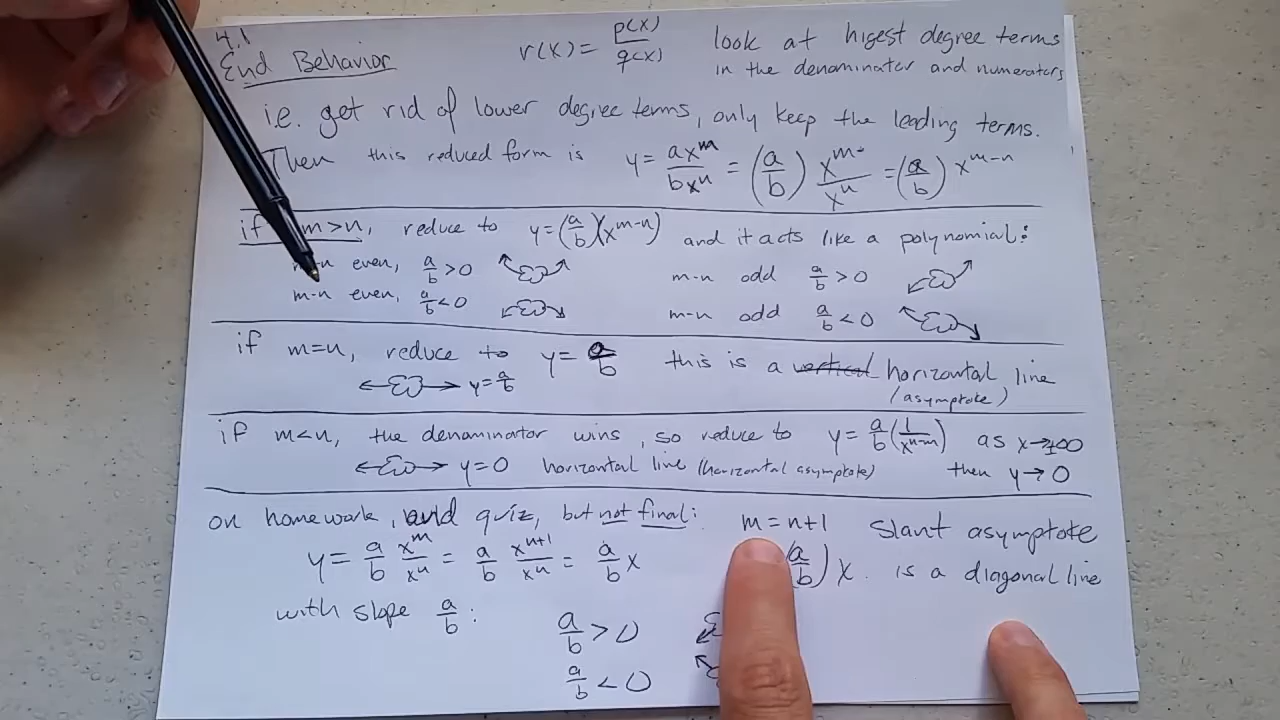 4.1
End Behavior
r(x) = p(x)/q(x) look at higest degree terms
in the denominator and numerators
i.e. get rid of lower degree terms, only keep the leading terms.
Then this reduced form is y = ax^m/bx^n = (a/b) x^m/x^n = (a/b) x^(m-n)
if m>n, reduce to y=(a/b)(x^(m-n)) and it acts like a polynomial:
even, a/b>0 m-n odd a/b>0
m-n even, a/b<0 m-n odd a/b<0
if m=n, reduce to y= a/b this is a vertical horizontal line
(asymptote)
y=a/b
if m<n, the denominator wins, so reduce to y= a/b(1/x^(n-m)) as x→±∞
y=0 horizontal line (horizontal asymptote) then y→0
on homework, and quiz, but not final: m=n+1 Slant asymptote
y= a/b x^m/x^n = a/b x^(n+1)/x^n = a/b x a/b) x. is a diagonal line
with slope a/b:
a/b > 0
a/b < 0